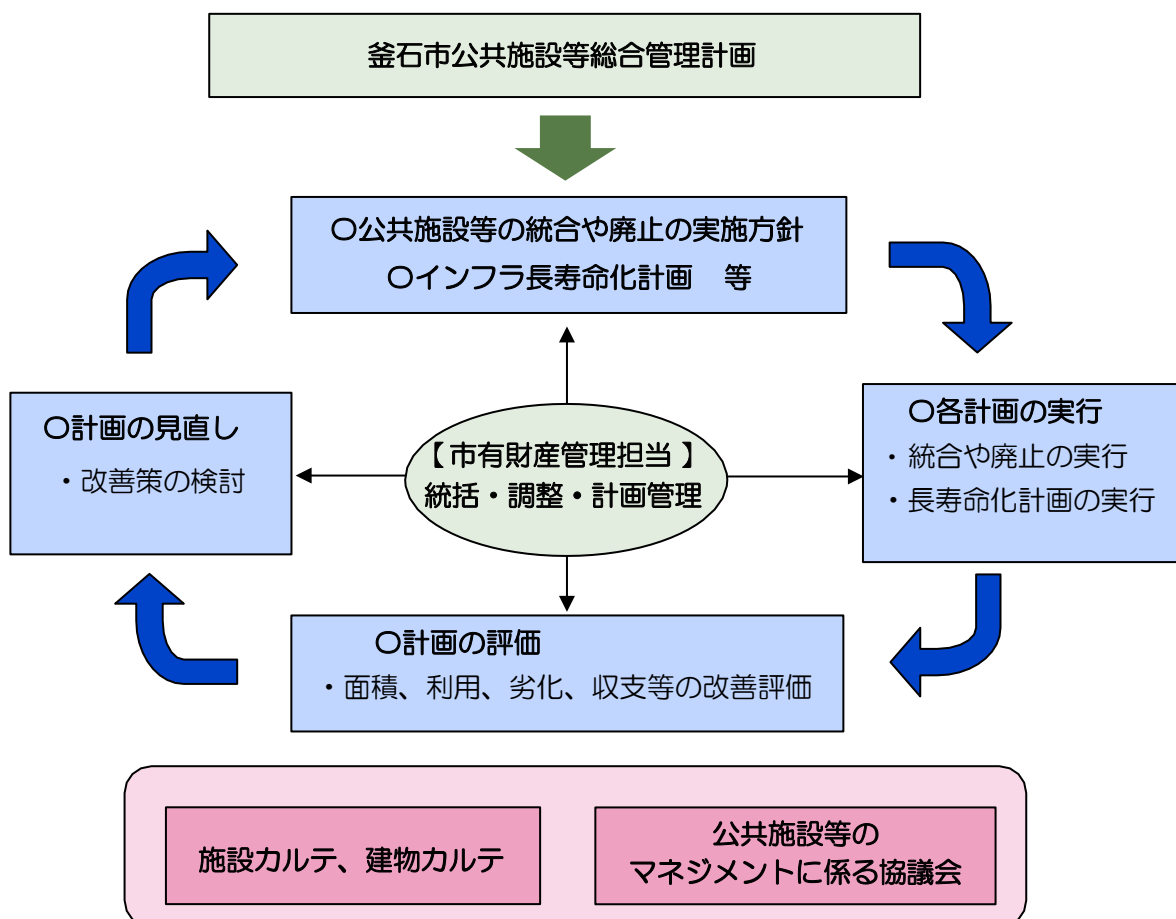 釜石市公共施設等総合管理計画
〇公共施設等の統合や廃止の実施方針
〇インフラ長寿命化計画　等
〇計画の見直し
・改善策の検討
【 市有財産管理担当 】
統括・調整・計画管理
〇各計画の実行
・統合や廃止の実行
・長寿命化計画の実行
〇計画の評価
・面積、利用、劣化、収支等の改善評価
施設カルテ、建物カルテ
公共施設等の
マネジメントに係る協議会